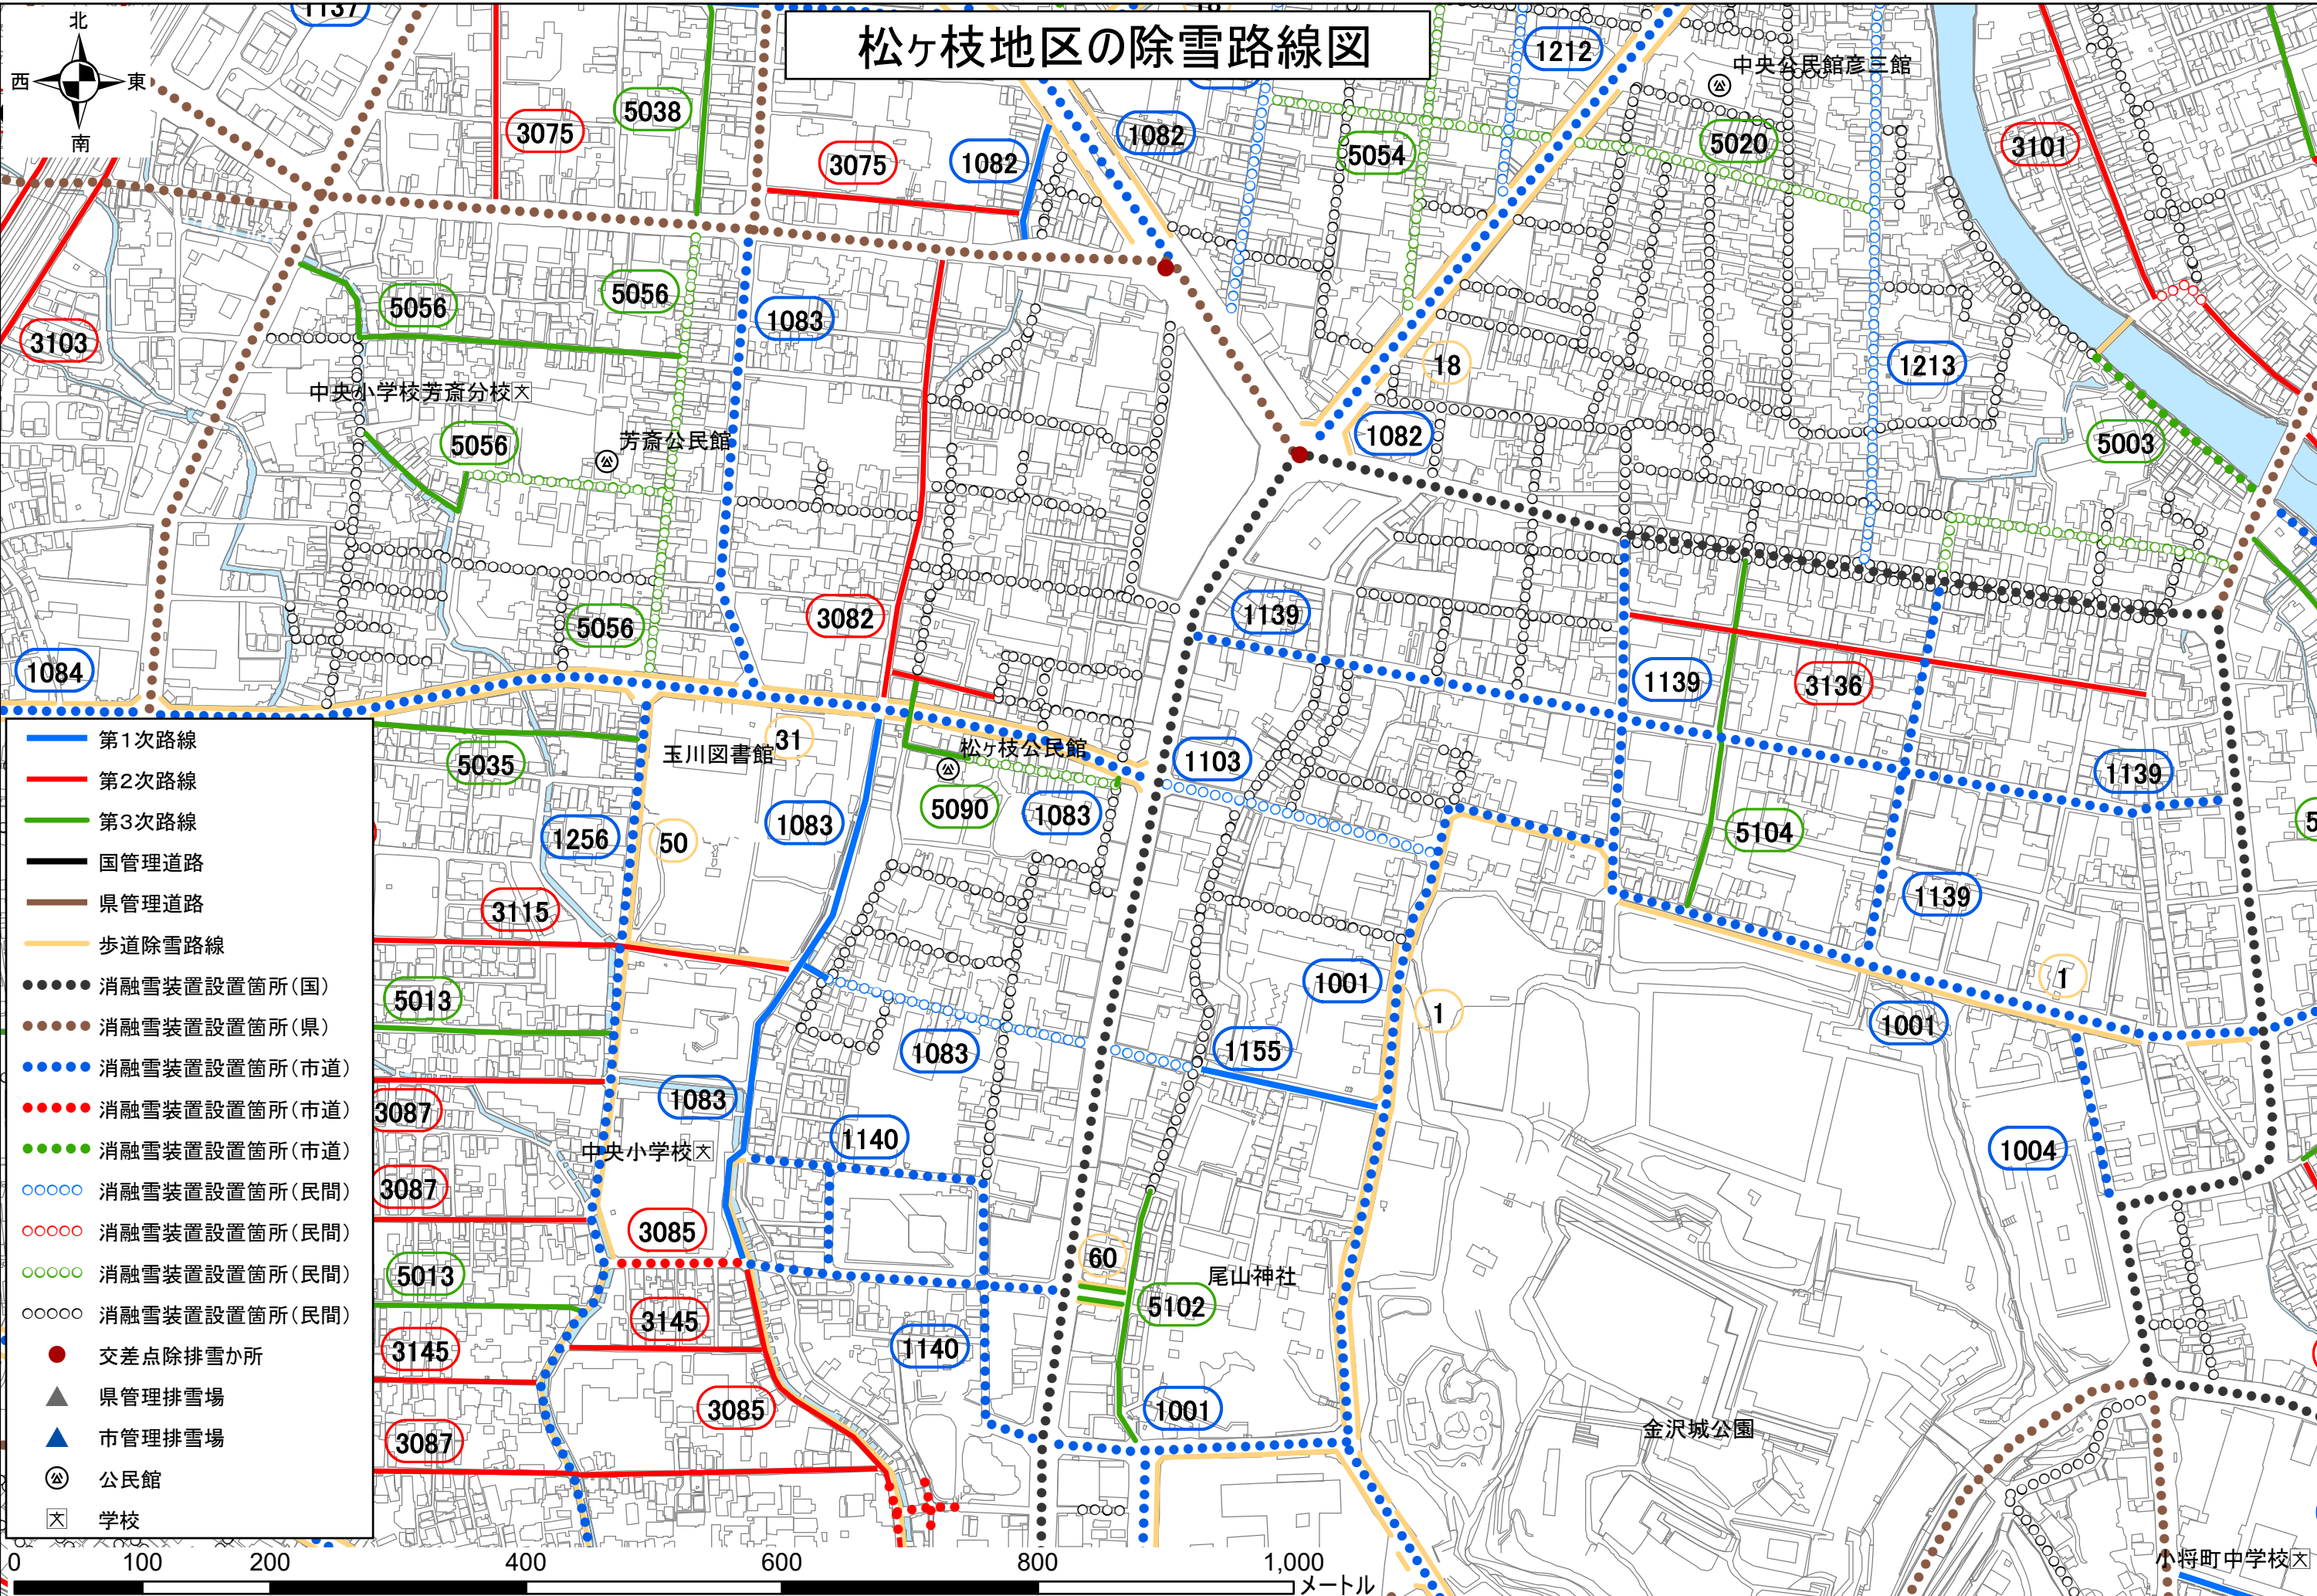 松ヶ枝地区の除雪路線図
北
西 東
南
1137
18
1212
中央公民館彦三館
5038
3075
3075
1082
1082
5054
5020
3101
5056
5056
1083
3103
18
1213
中央小学校芳斎分校 文
5056
芳斎公民館
1082
5003
3082
5056
1139
1084
1139
3136
31
玉川図書館
松ヶ枝公民館
1103
5035
1139
5090
1083
1083
1256
50
5104
3115
1139
5013
1001
1
1
1083
1155
1001
1083
3087
1140
1004
中央小学校 文
3087
3085
60
尾山神社
5013
5102
3145
3145
1140
3085
1001
3087
金沢城公園
小将町中学校 文
第1次路線
第2次路線
第3次路線
国管理道路
県管理道路
歩道除雪路線
消融雪装置設置箇所(国)
消融雪装置設置箇所(県)
消融雪装置設置箇所(市道)
消融雪装置設置箇所(市道)
消融雪装置設置箇所(市道)
消融雪装置設置箇所(民間)
消融雪装置設置箇所(民間)
消融雪装置設置箇所(民間)
消融雪装置設置箇所(民間)
交差点除排雪か所
県管理排雪場
市管理排雪場
公民館
文 学校
0 100 200 400 600 800 1,000
メートル